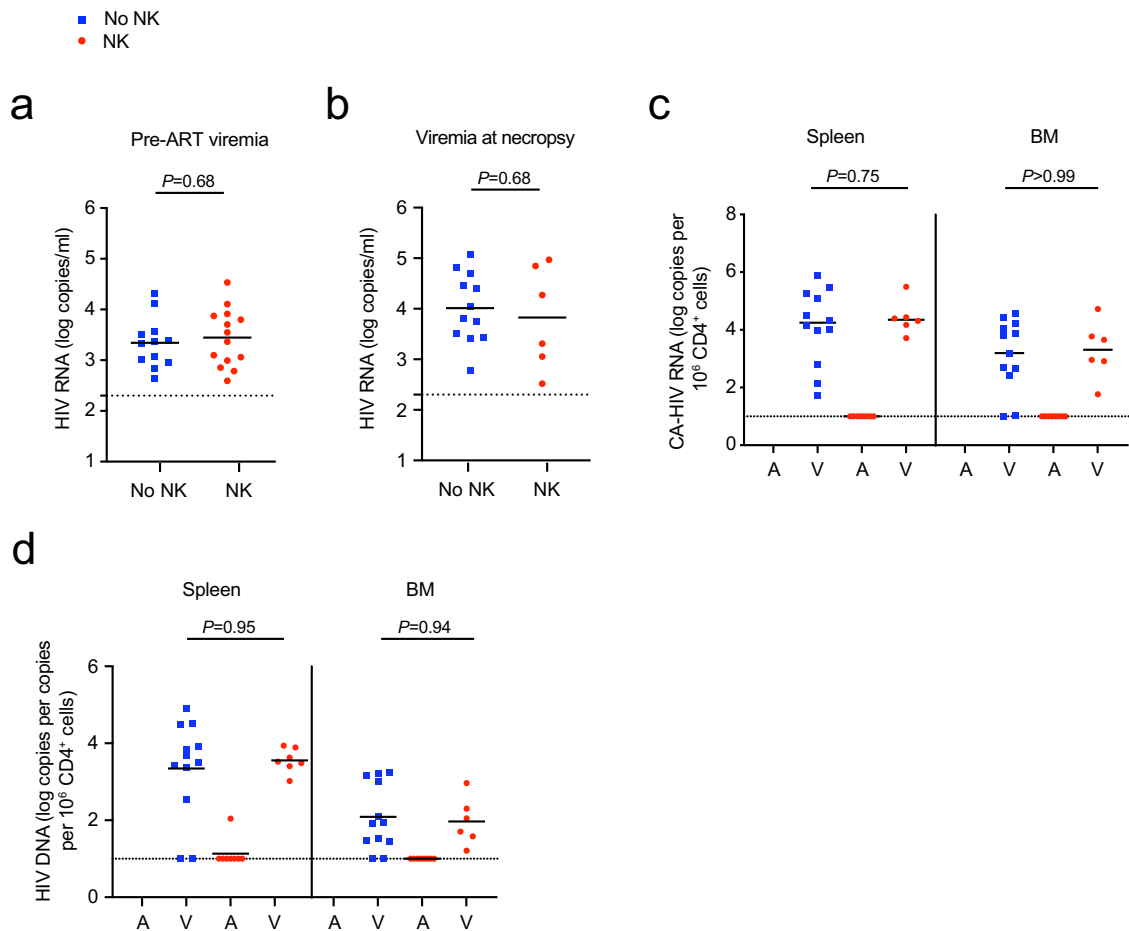 No NK
NK
a
Pre-ART viremia
P=0.68
HIV RNA (log copies/ml)
6
5
4
3
2
1
No NK NK
b
Viremia at necropsy
P=0.68
HIV RNA (log copies/ml)
6
5
4
3
2
1
No NK NK
c
Spleen BM
P=0.75 P>0.99
CA-HIV RNA (log copies per
10⁶ CD4⁺ cells)
8
6
4
2
0
A V A V A V A V
d
Spleen BM
P=0.95 P=0.94
HIV DNA (log copies per copies
per 10⁶ CD4⁺ cells)
6
4
2
0
A V A V A V A V